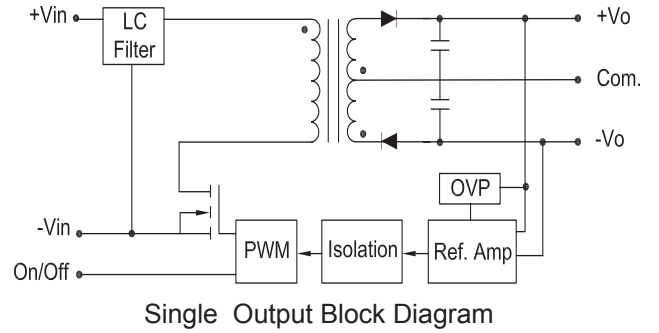 +Vin
LC
Filter
+Vo
Com.
-Vo
OVP
-Vin
PWM
Isolation
Ref. Amp
On/Off
Single Output Block Diagram